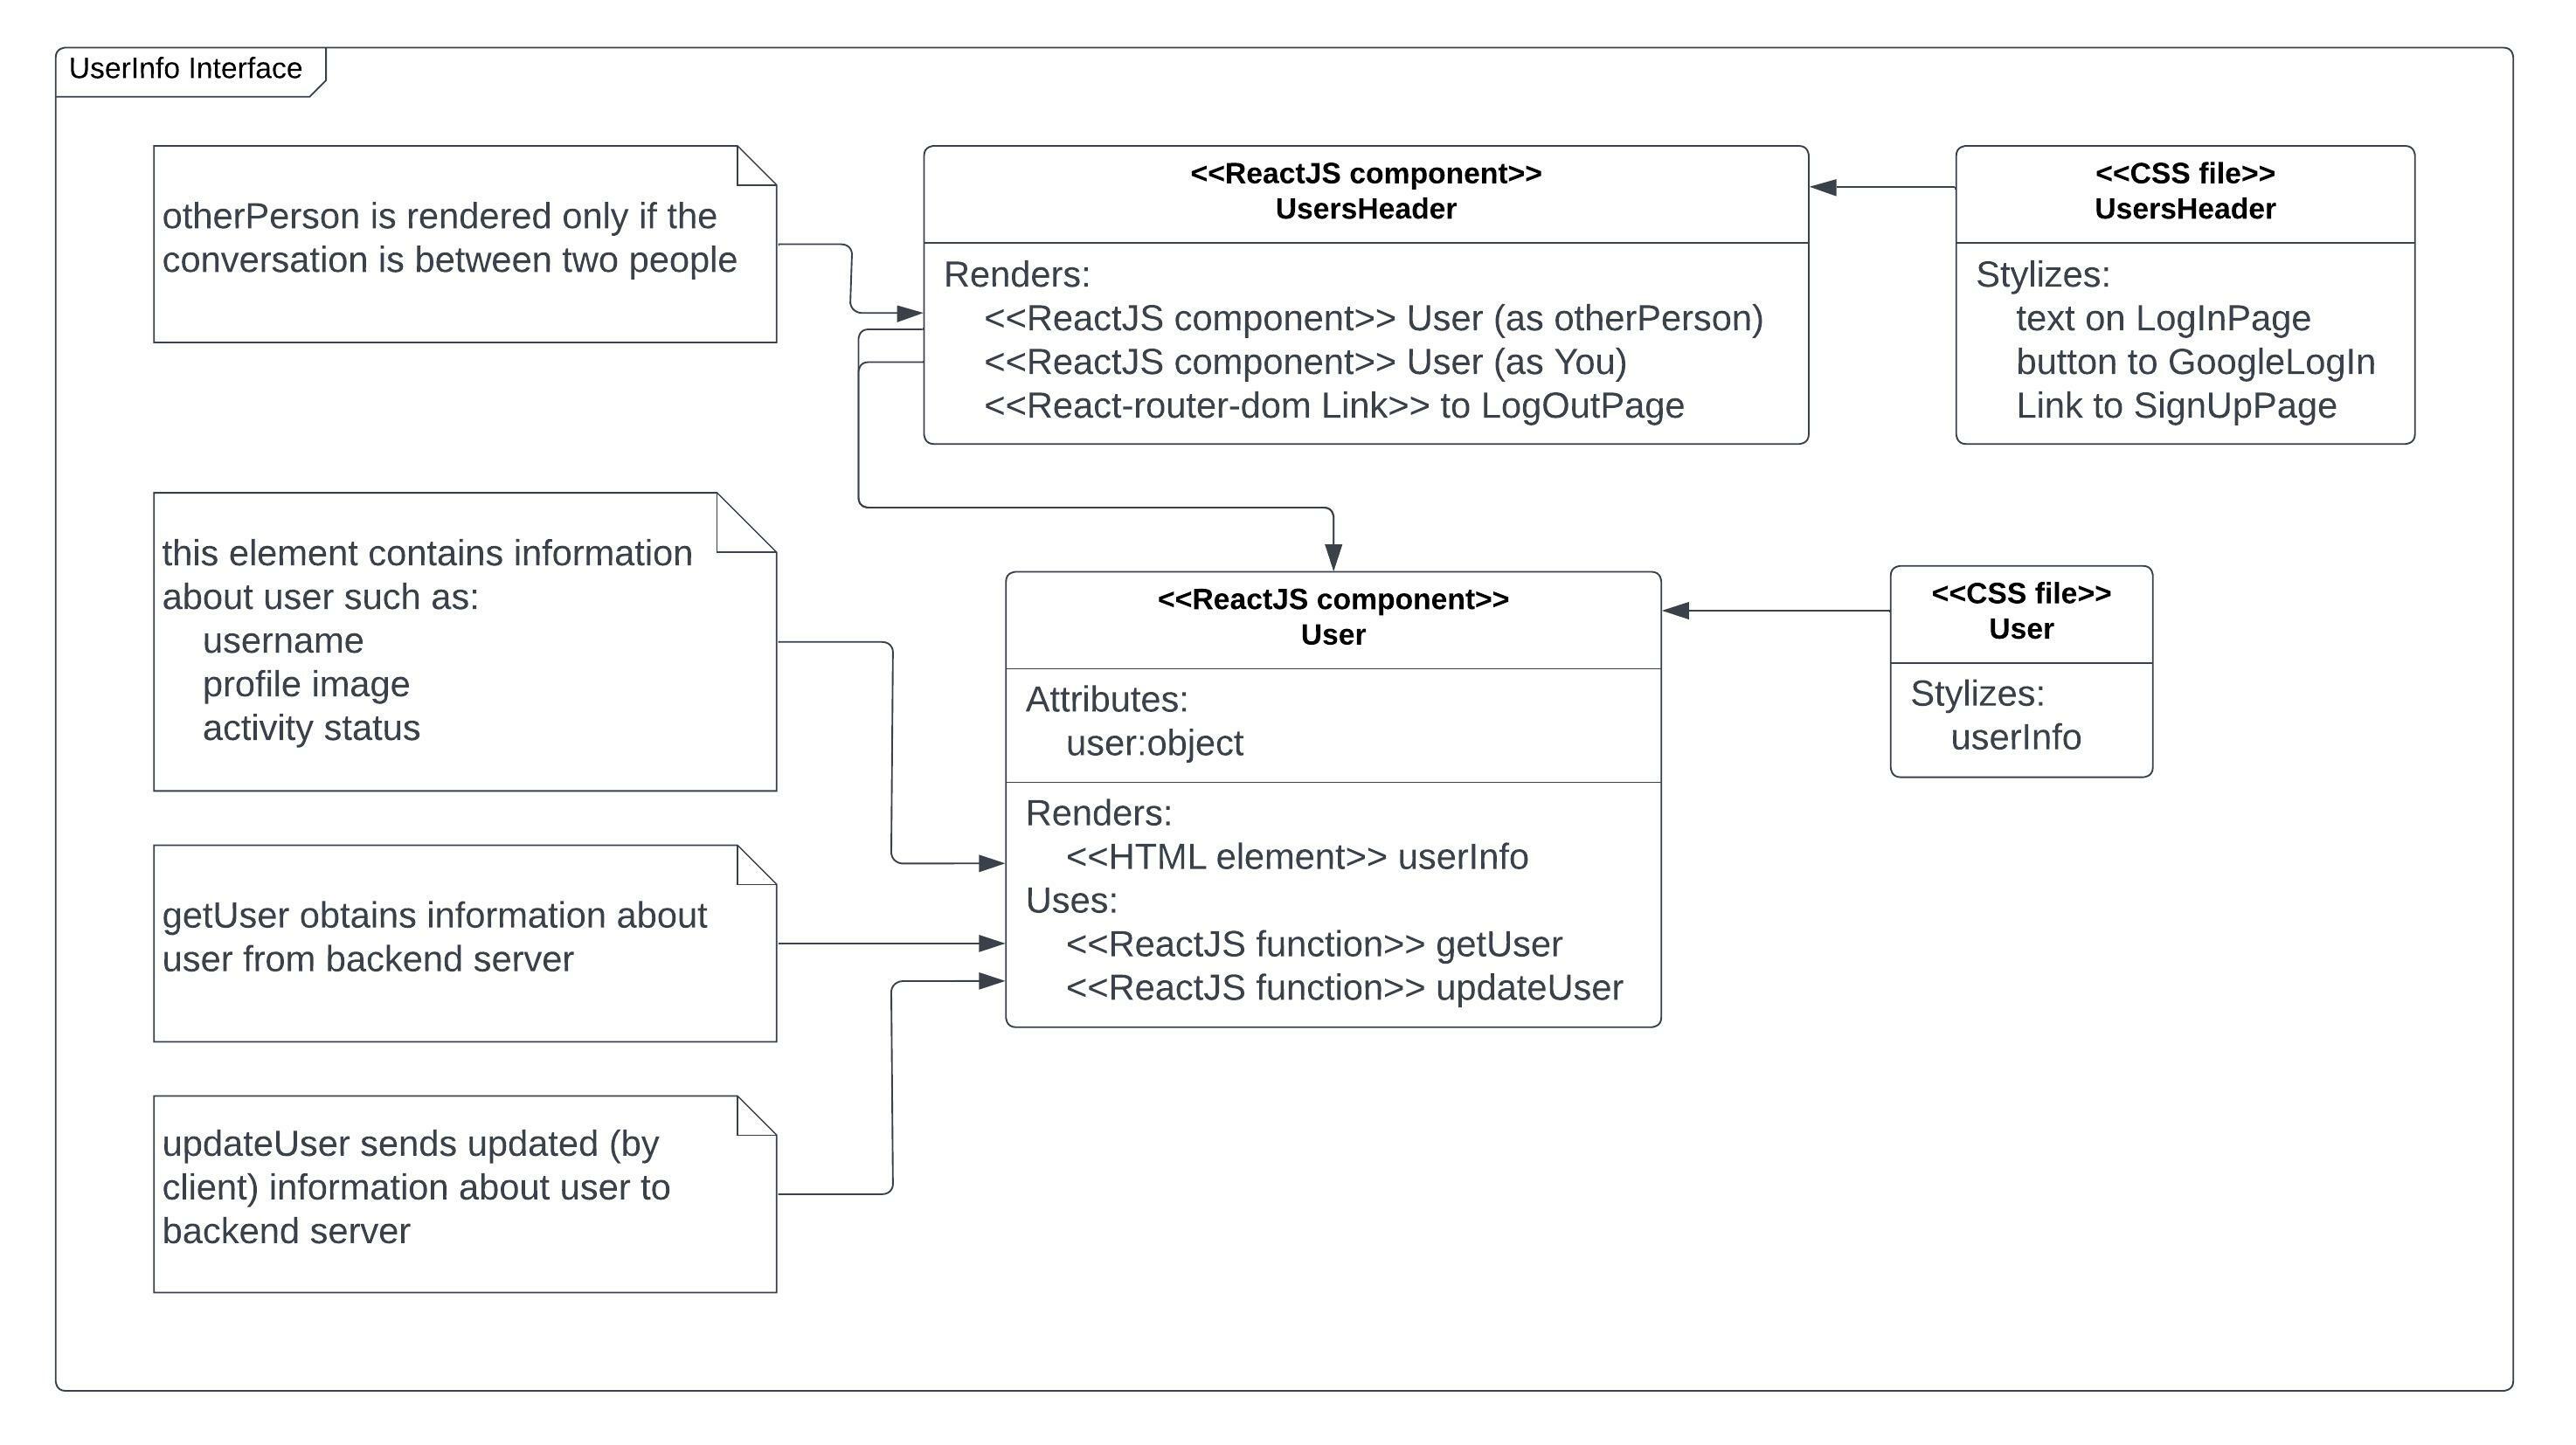 UserInfo Interface
otherPerson is rendered only if the
conversation is between two people
<<ReactJS component>>
UsersHeader
Renders:
<<ReactJS component>> User (as otherPerson)
<<ReactJS component>> User (as You)
<<React-router-dom Link>> to LogOutPage
<<CSS file>>
UsersHeader
Stylizes:
text on LogInPage
button to GoogleLogIn
Link to SignUpPage
this element contains information
about user such as:
username
profile image
activity status
<<ReactJS component>>
User
Attributes:
user:object
Renders:
<<HTML element>> userInfo
Uses:
<<ReactJS function>> getUser
<<ReactJS function>> updateUser
<<CSS file>>
User
Stylizes:
userInfo
getUser obtains information about
user from backend server
updateUser sends updated (by
client) information about user to
backend server